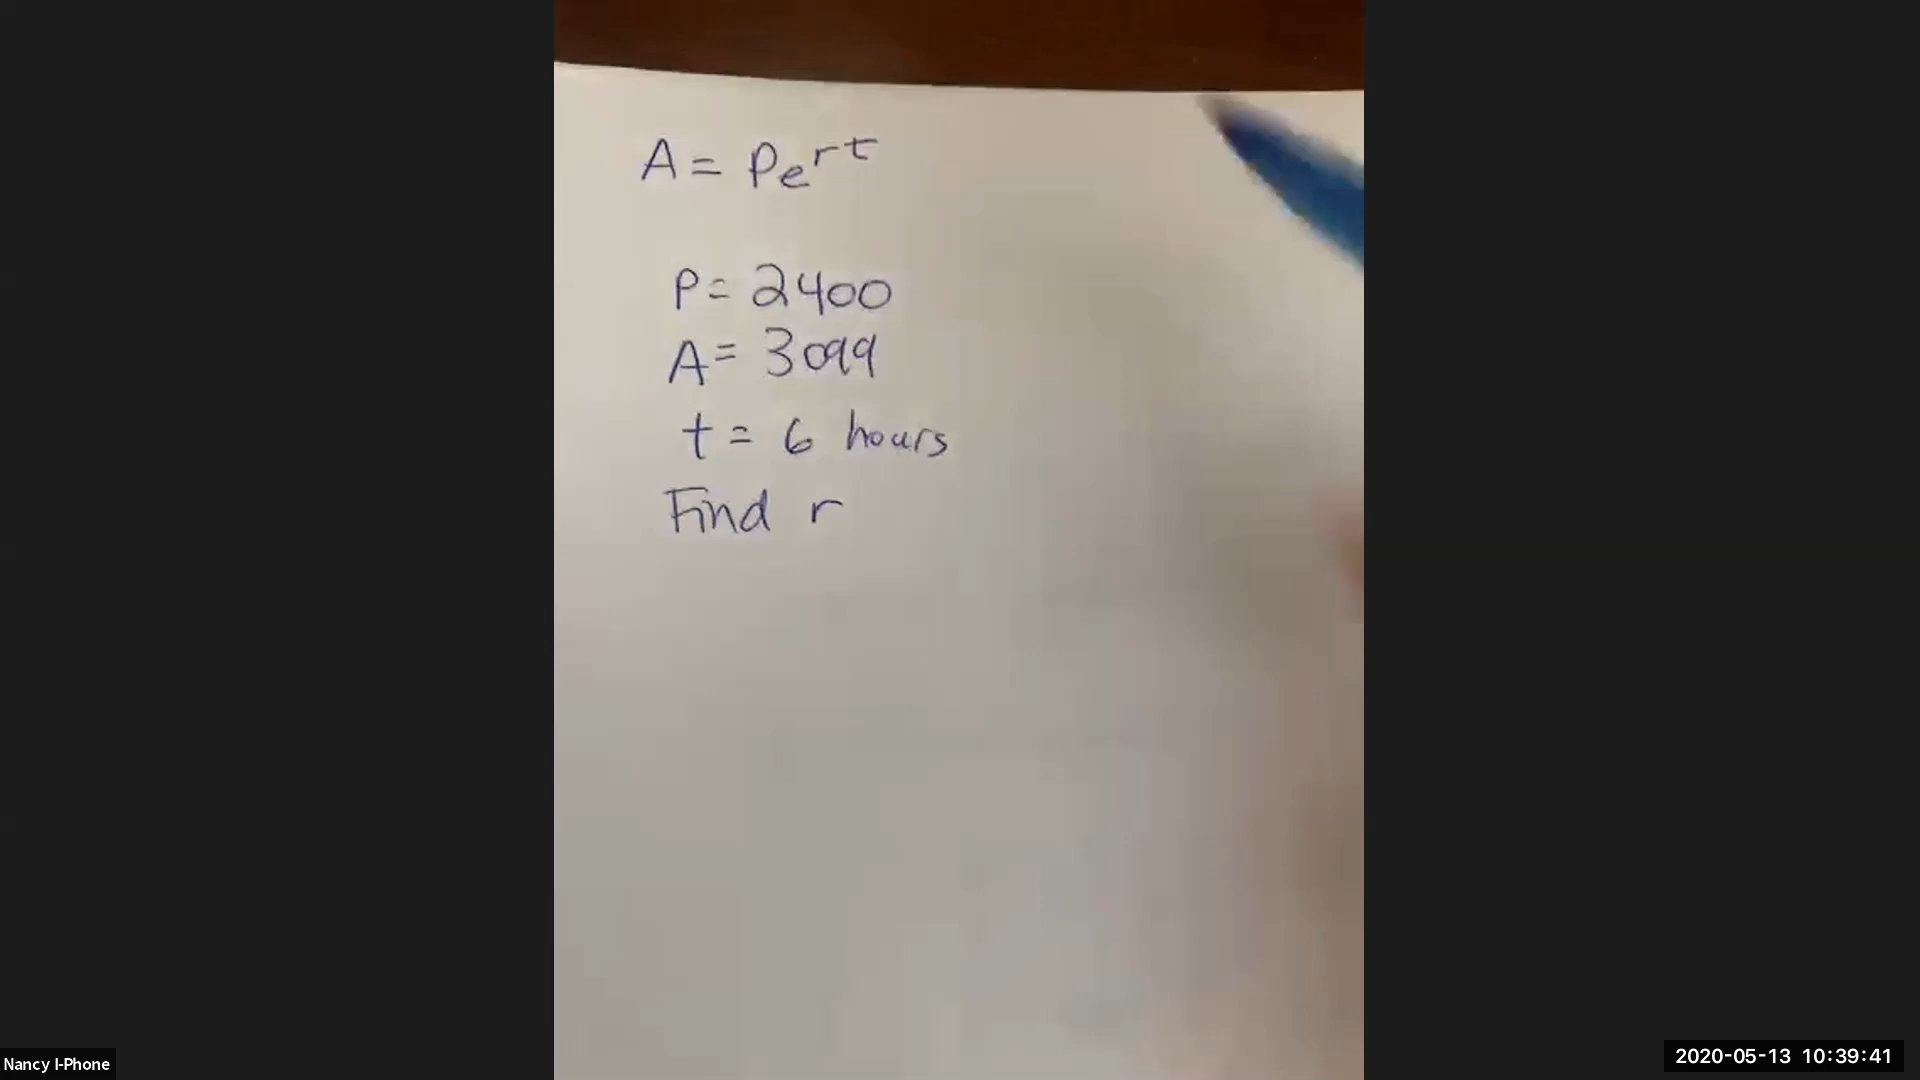 A = Pe^rt
P = 2400
A = 3099
t = 6 hours
Find r
Nancy I-Phone
2020-05-13 10:39:41